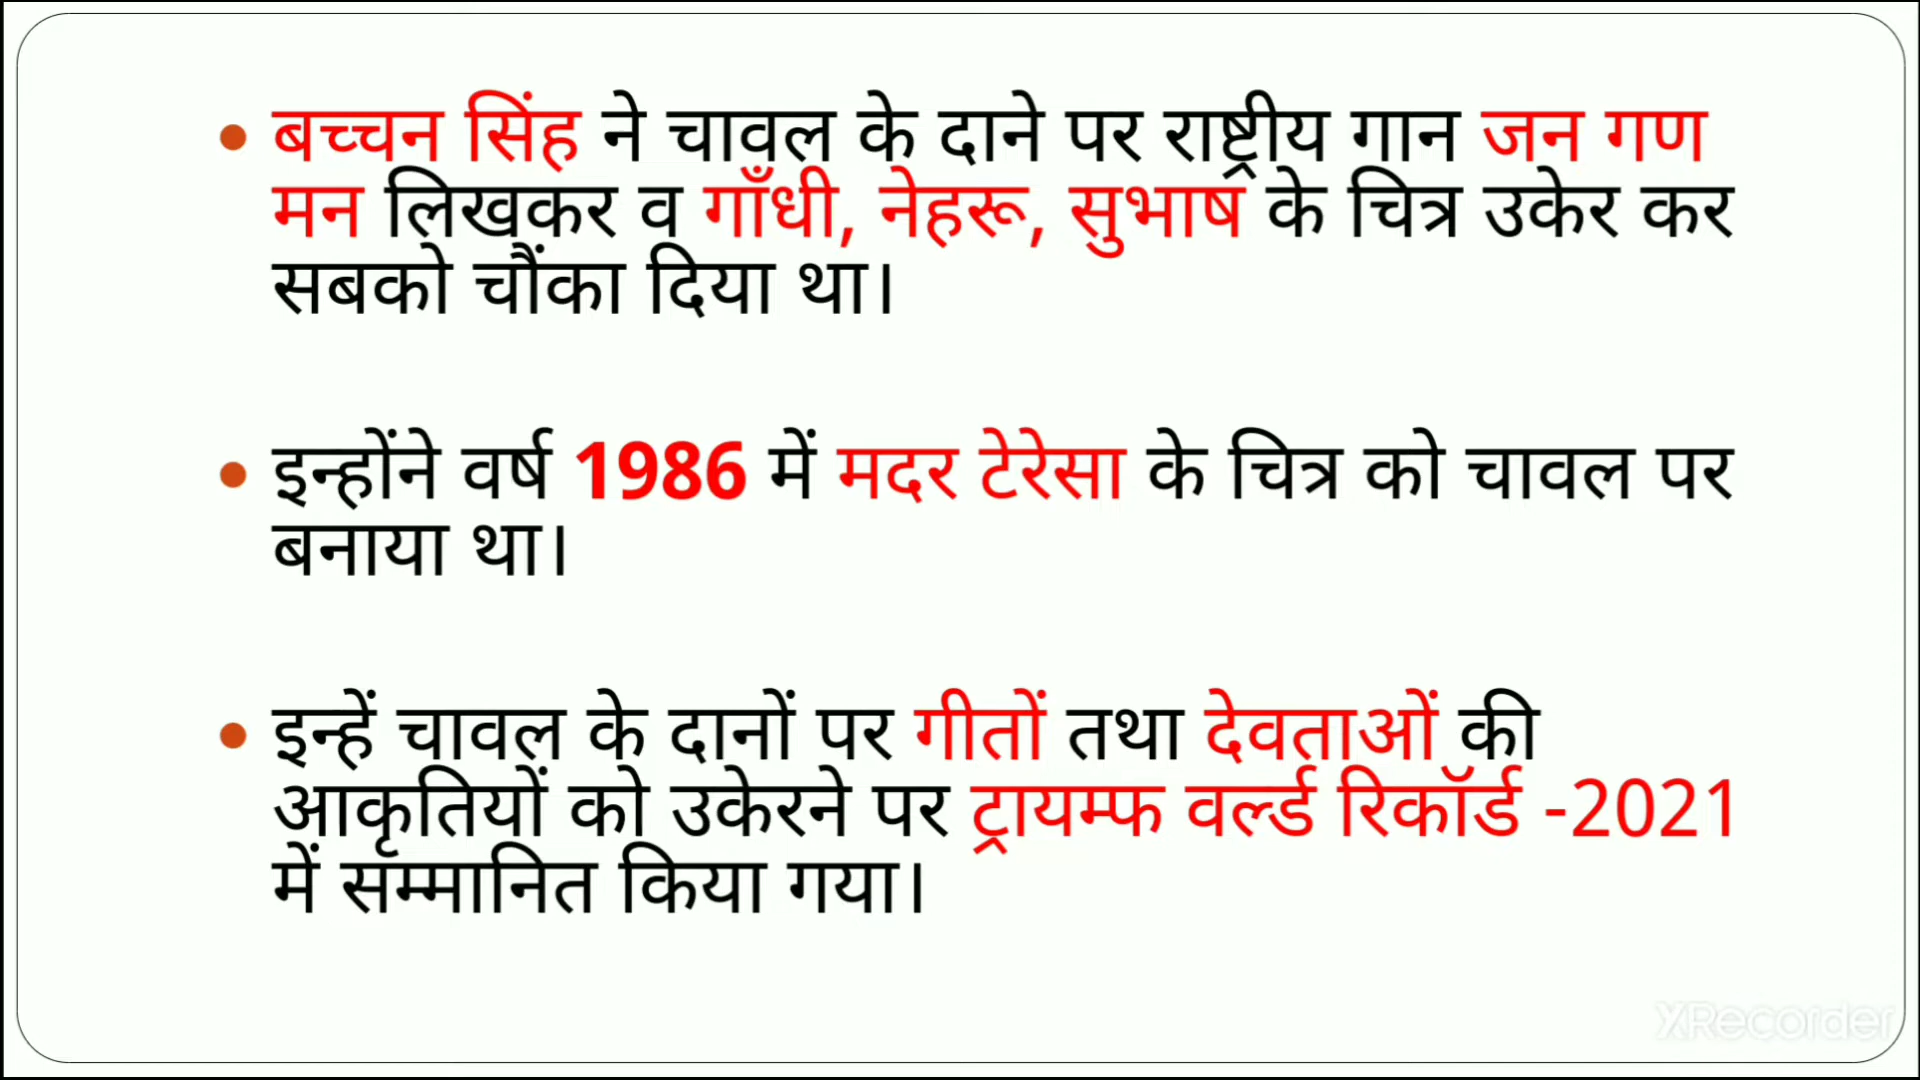 • बच्चन सिंह ने चावल के दाने पर राष्ट्रीय गान जन गण
मन लिखकर व गाँधी, नेहरू, सुभाष के चित्र उकेर कर
सबको चौंका दिया था।
• इन्होंने वर्ष 1986 में मदर टेरेसा के चित्र को चावल पर
बनाया था।
• इन्हें चावल के दानों पर गीतों तथा देवताओं की
आकृतियों को उकेरने पर ट्रायम्फ वर्ल्ड रिकॉर्ड -2021
में सम्मानित किया गया।
XRecorder